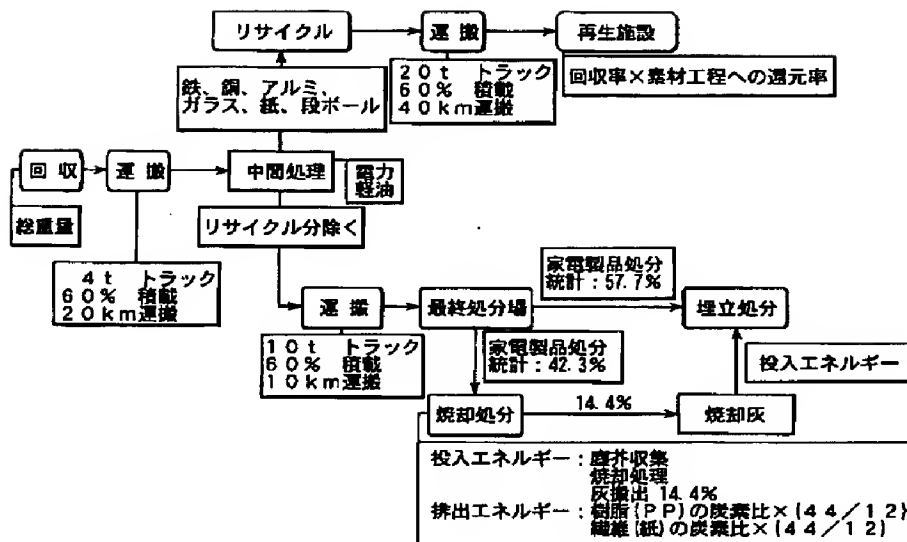 リサイクル
運 搬
再生施設
鉄、銅、アルミ、
ガラス、紙、段ボール
20t トラック
60% 積載
40km運搬
回収率×素材工程への還元率
回 収
運 搬
中間処理
電力
軽油
総重量
リサイクル分除く
4t トラック
60% 積載
20km運搬
家電製品処分
統計:57.7%
運 搬
最終処分場
埋立処分
10t トラック
60% 積載
10km運搬
家電製品処分
統計:42.3%
投入エネルギー
焼却処分
14.4%
焼却灰
投入エネルギー:塵芥収集
焼却処理
灰搬出 14.4%
排出エネルギー:樹脂(PP)の炭素比×(44/12)
繊維(紙)の炭素比×(44/12)